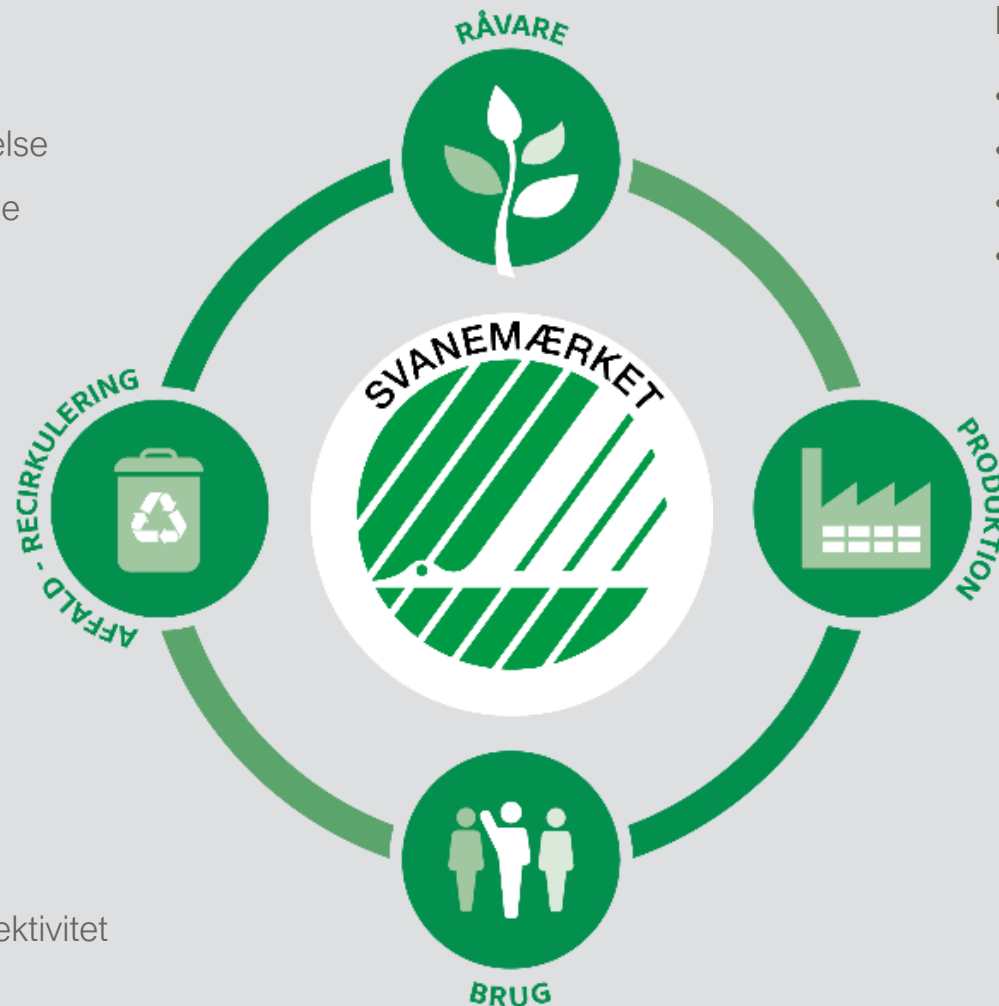 RÅVARE
SVANEMÆRKET
AFFALD - RECIRKULERING
PRODUKTION
BRUG